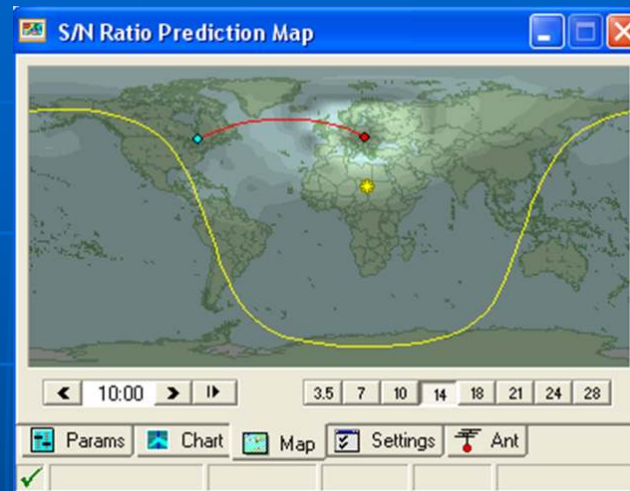 S/N Ratio Prediction Map
10:00 3.5 7 10 14 18 21 24 28
Params Chart Map Settings Ant